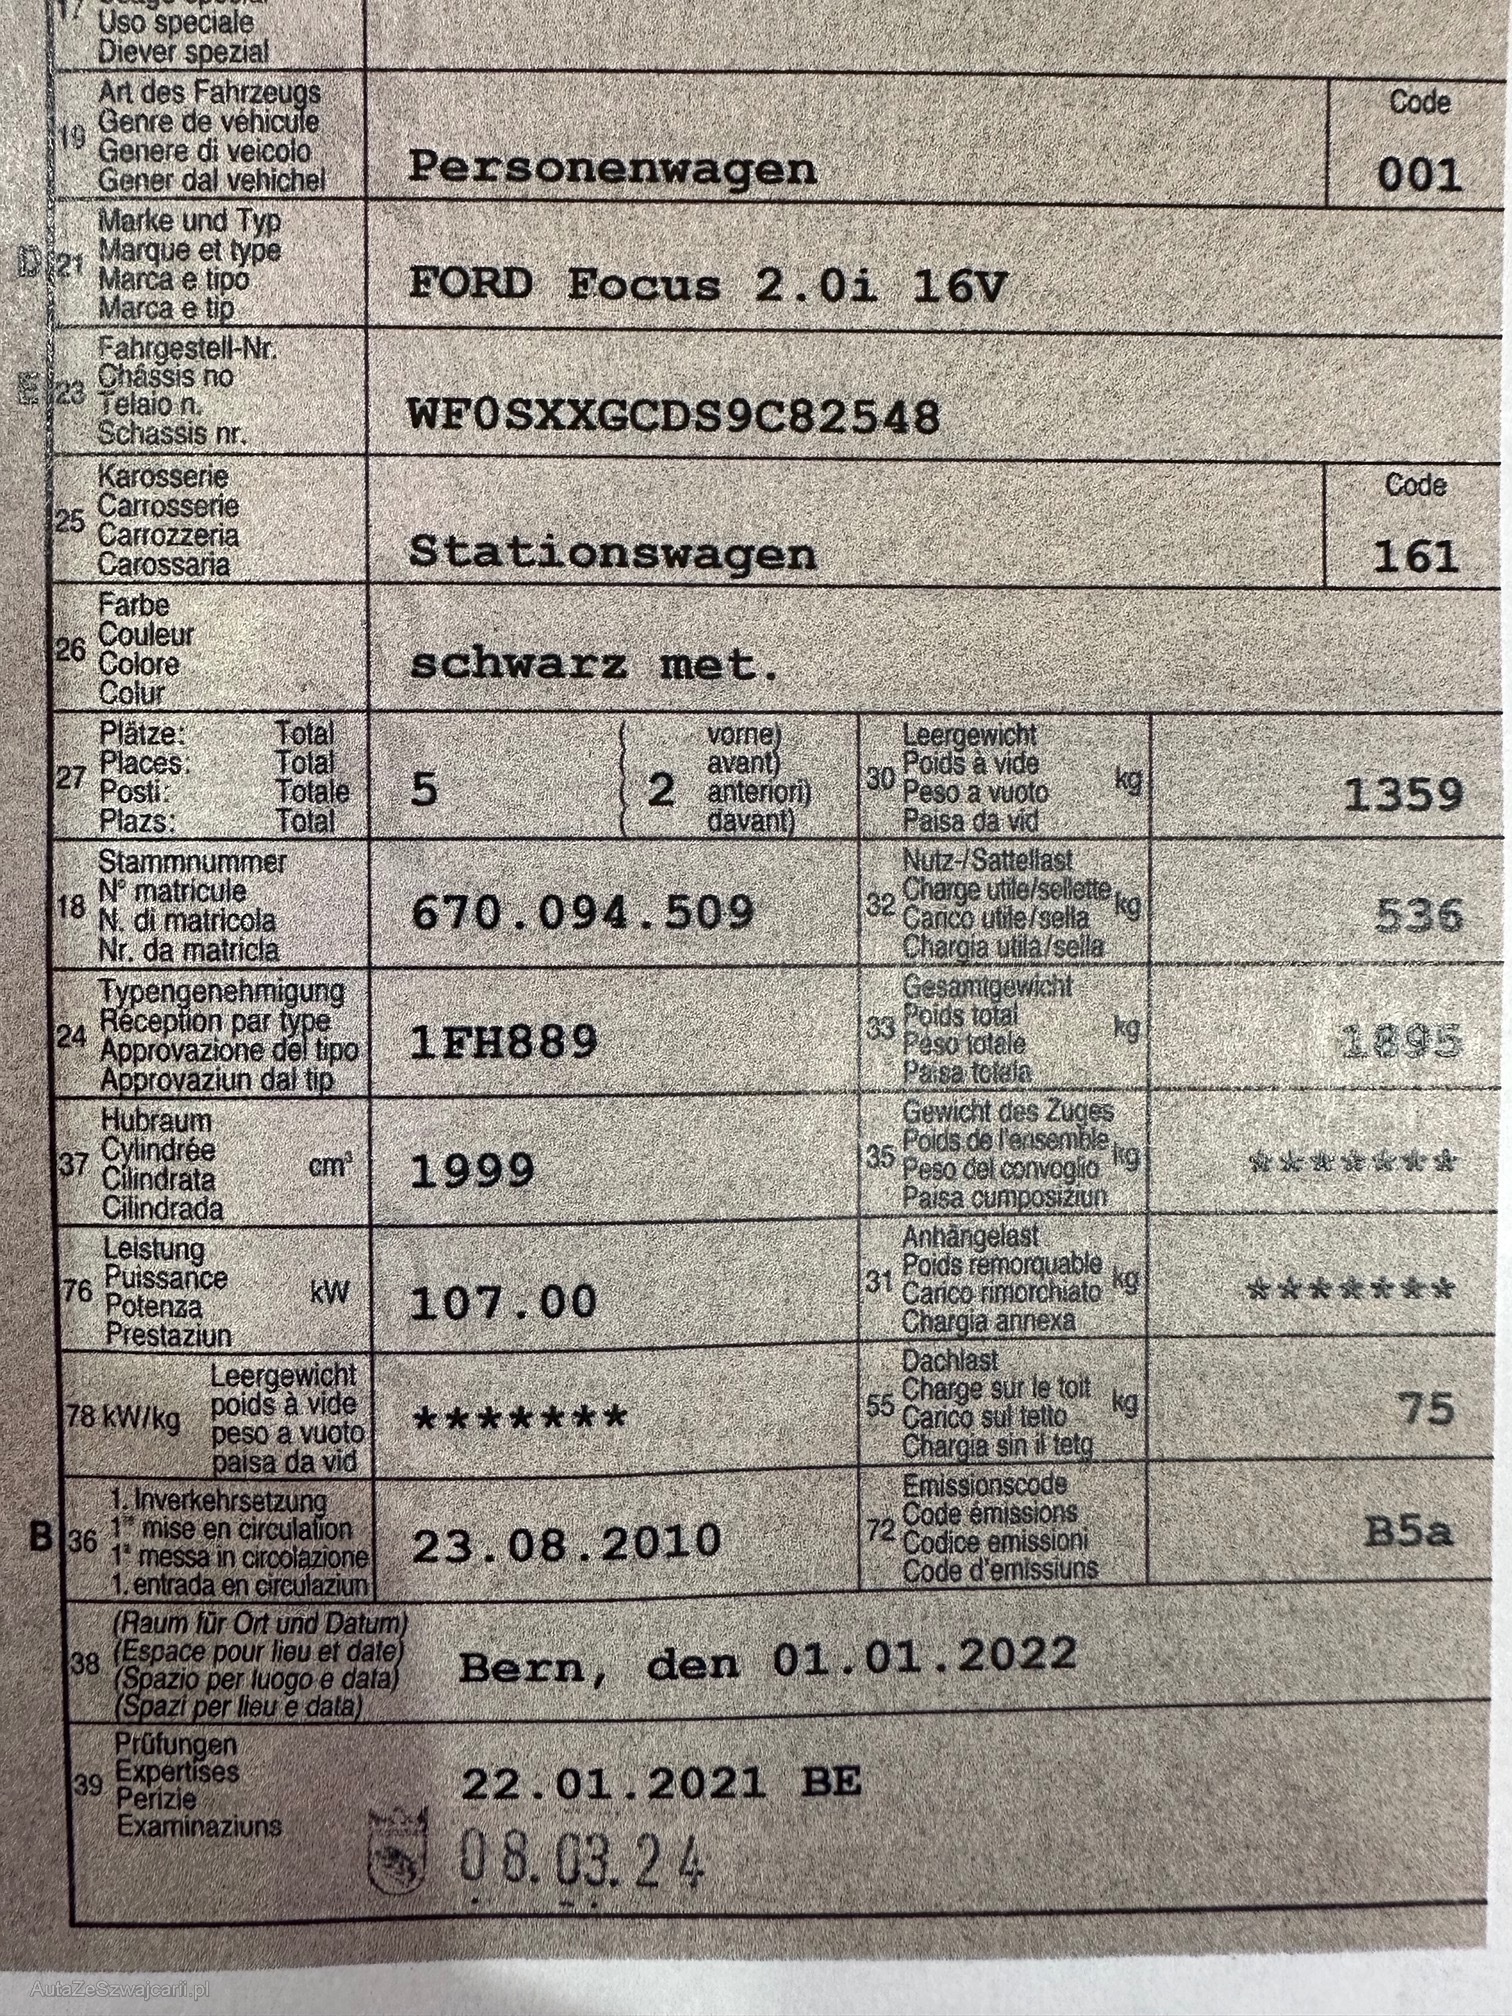 17 Usage spécial
Uso speciale
Diever spezial
19 Art des Fahrzeugs
Genre de véhicule
Genere di veicolo
Gener dal vehichel
Personenwagen
Code
001
D 21 Marke und Typ
Marque et type
Marca e tipo
Marca e tip
FORD Focus 2.0i 16V
E 23 Fahrgestell-Nr.
Châssis no
Telaio n.
Schassis nr.
WF0SXXGCDS9C82548
25 Karosserie
Carrosserie
Carrozzeria
Carossaria
Stationswagen
Code
161
26 Farbe
Couleur
Colore
Colur
schwarz met.
27 Plätze: Total
Places: Total
Posti: Totale
Plazs: Total
5
( 2 vorne)
( avant)
( anteriori)
( davant)
30 Leergewicht
Poids à vide
Peso a vuoto
Paisa da vid
kg
1359
18 Stammnummer
N° matricule
N. di matricola
Nr. da matricla
670.094.509
32 Nutz-/Sattellast
Charge utile/sellette
Carico utile/sella
Chargia utila/sella
kg
536
24 Typengenehmigung
Réception par type
Approvazione del tipo
Approvaziun dal tip
1FH889
33 Gesamtgewicht
Poids total
Peso totale
Paisa totala
kg
1895
37 Hubraum
Cylindrée
Cilindrata
Cilindrada
cm³
1999
35 Gewicht des Zuges
Poids de l'ensemble
Peso del convoglio
Paisa cumposiziun
kg
*******
76 Leistung
Puissance
Potenza
Prestaziun
kW
107.00
31 Anhängelast
Poids remorquable
Carico rimorchiato
Chargia annexa
kg
*******
78 kW/kg
Leergewicht
poids à vide
peso a vuoto
paisa da vid
*******
55 Dachlast
Charge sur le toit
Carico sul tetto
Chargia sin il tetg
kg
75
B 36 1. Inverkehrsetzung
1re mise en circulation
1a messa in circolazione
1. entrada en circulaziun
23.08.2010
72 Emissionscode
Code émissions
Codice emissioni
Code d'emissiuns
B5a
38 (Raum für Ort und Datum)
(Espace pour lieu et date)
(Spazio per luogo e data)
(Spazi per lieu e data)
Bern, den 01.01.2022
39 Prüfungen
Expertises
Perizie
Examinaziuns
22.01.2021 BE
08.03.24
AutaZeSzwajcarii.pl